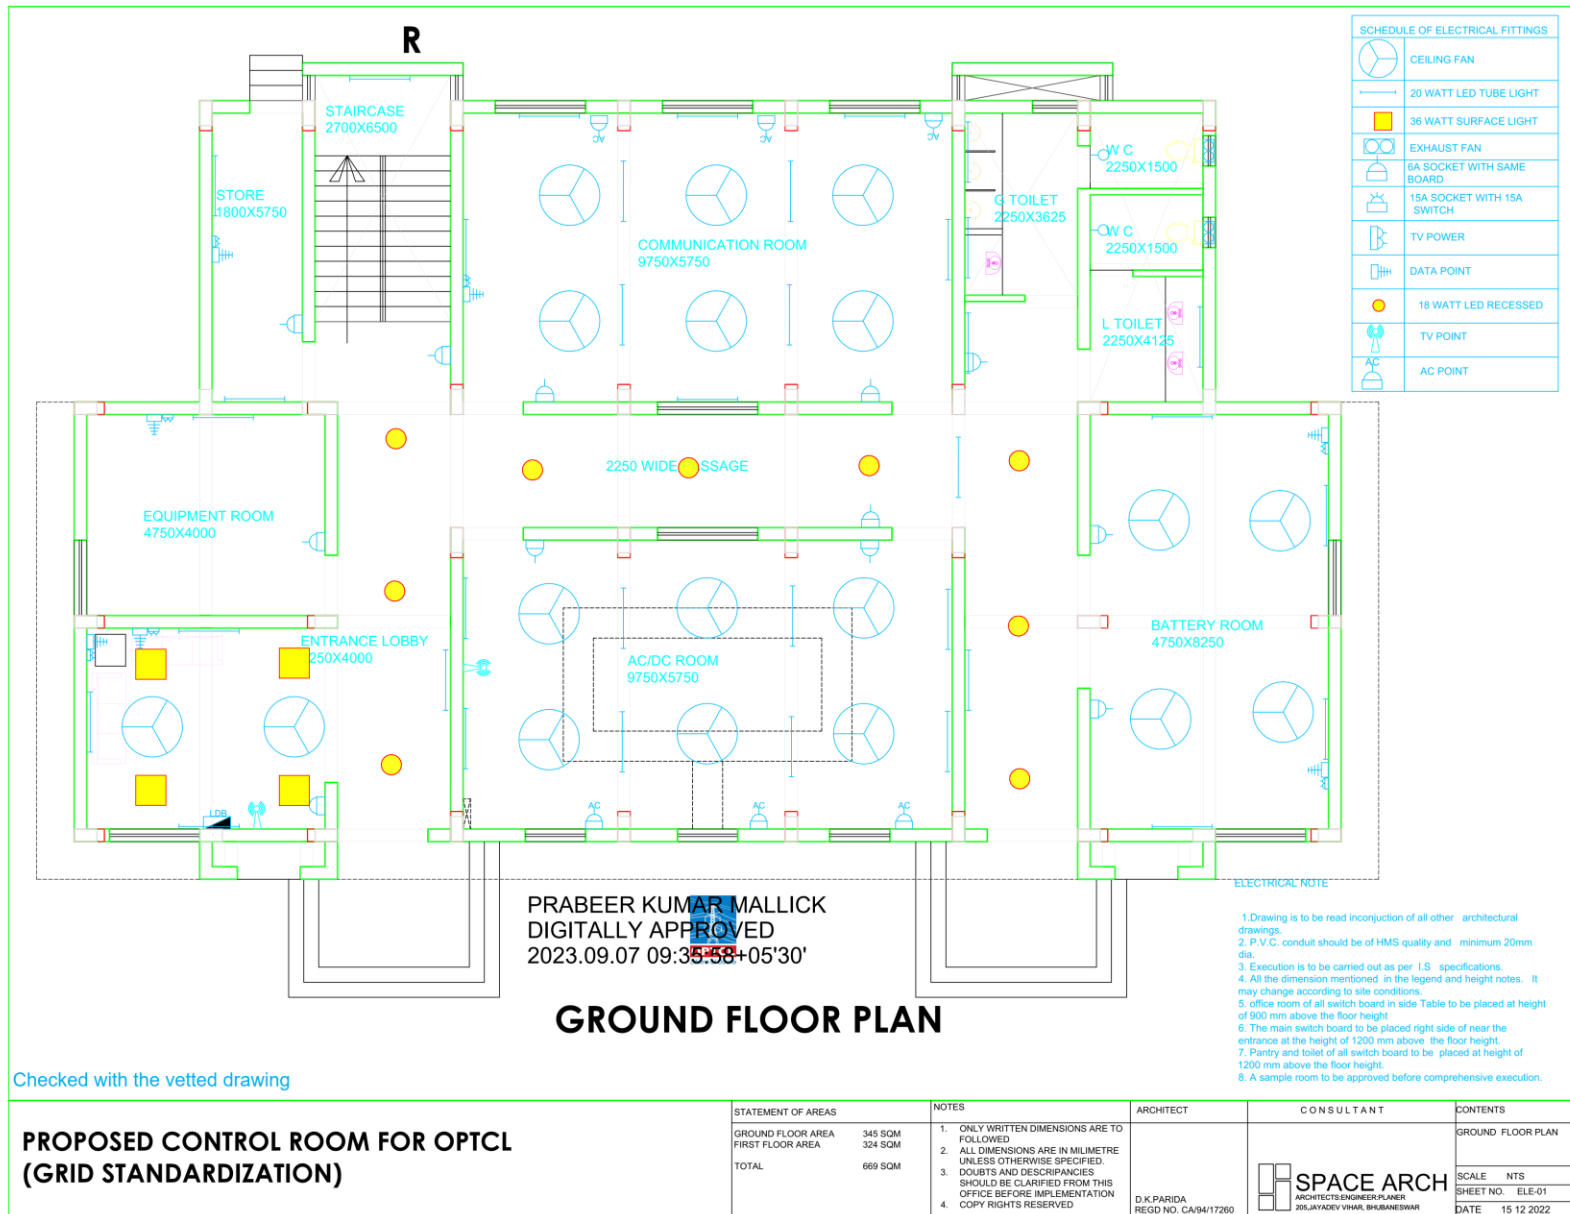 R
SCHEDULE OF ELECTRICAL FITTINGS
CEILING FAN
20 WATT LED TUBE LIGHT
36 WATT SURFACE LIGHT
EXHAUST FAN
6A SOCKET WITH SAME
BOARD
15A SOCKET WITH 15A
SWITCH
TV POWER
DATA POINT
18 WATT LED RECESSED
TV POINT
AC
AC POINT
STAIRCASE
2700X6500
AC
AC
AC
STORE
1800X5750
COMMUNICATION ROOM
9750X5750
G TOILET
2250X3625
W C
2250X1500
W C
2250X1500
L TOILET
2250X4125
2250 WIDE SSAGE
EQUIPMENT ROOM
4750X4000
ENTRANCE LOBBY
250X4000
AC/DC ROOM
9750X5750
BATTERY ROOM
4750X8250
LDB
AC
AC
AC
PRABEER KUMAR MALLICK
DIGITALLY APPROVED
2023.09.07 09:35:58+05'30'
GROUND FLOOR PLAN
ELECTRICAL NOTE
1.Drawing is to be read inconjuction of all other architectural
drawings.
2. P.V.C. conduit should be of HMS quality and minimum 20mm
dia.
3. Execution is to be carried out as per I.S specifications.
4. All the dimension mentioned in the legend and height notes. It
may change according to site conditions.
5. office room of all switch board in side Table to be placed at height
of 900 mm above the floor height
6. The main switch board to be placed right side of near the
entrance at the height of 1200 mm above the floor height.
7. Pantry and toilet of all switch board to be placed at height of
1200 mm above the floor height.
8. A sample room to be approved before comprehensive execution.
Checked with the vetted drawing
PROPOSED CONTROL ROOM FOR OPTCL
(GRID STANDARDIZATION)
STATEMENT OF AREAS
GROUND FLOOR AREA 345 SQM
FIRST FLOOR AREA 324 SQM
TOTAL 669 SQM
NOTES
1. ONLY WRITTEN DIMENSIONS ARE TO
FOLLOWED
2. ALL DIMENSIONS ARE IN MILIMETRE
UNLESS OTHERWISE SPECIFIED.
3. DOUBTS AND DESCRIPANCIES
SHOULD BE CLARIFIED FROM THIS
OFFICE BEFORE IMPLEMENTATION
4. COPY RIGHTS RESERVED
ARCHITECT
D.K.PARIDA
REGD NO. CA/94/17260
CONSULTANT
SPACE ARCH
ARCHITECTS:ENGINEER:PLANER
205,JAYADEV VIHAR, BHUBANESWAR
CONTENTS
GROUND FLOOR PLAN
SCALE NTS
SHEET NO. ELE-01
DATE 15 12 2022